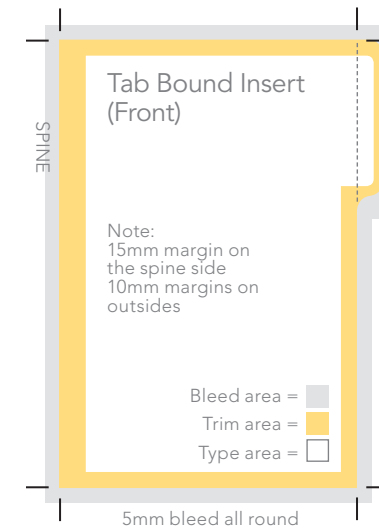 Tab Bound Insert
(Front)
SPINE
Note:
15mm margin on
the spine side
10mm margins on
outsides
Bleed area =
Trim area =
Type area =
5mm bleed all round